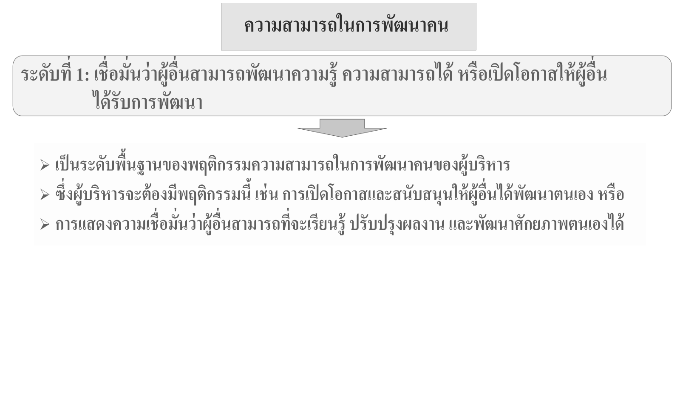 ความสามารถในการพัฒนาคน
ระดับที่ 1: เชื่อมั่นว่าผู้อื่นสามารถพัฒนาความรู้ ความสามารถได้ หรือเปิดโอกาสให้ผู้อื่น
ได้รับการพัฒนา
➢ เป็นระดับพื้นฐานของพฤติกรรมความสามารถในการพัฒนาคนของผู้บริหาร
➢ ซึ่งผู้บริหารจะต้องมีพฤติกรรมนี้ เช่น การเปิดโอกาสและสนับสนุนให้ผู้อื่นได้พัฒนาตนเอง หรือ
➢ การแสดงความเชื่อมั่นว่าผู้อื่นสามารถที่จะเรียนรู้ ปรับปรุงผลงาน และพัฒนาศักยภาพตนเองได้